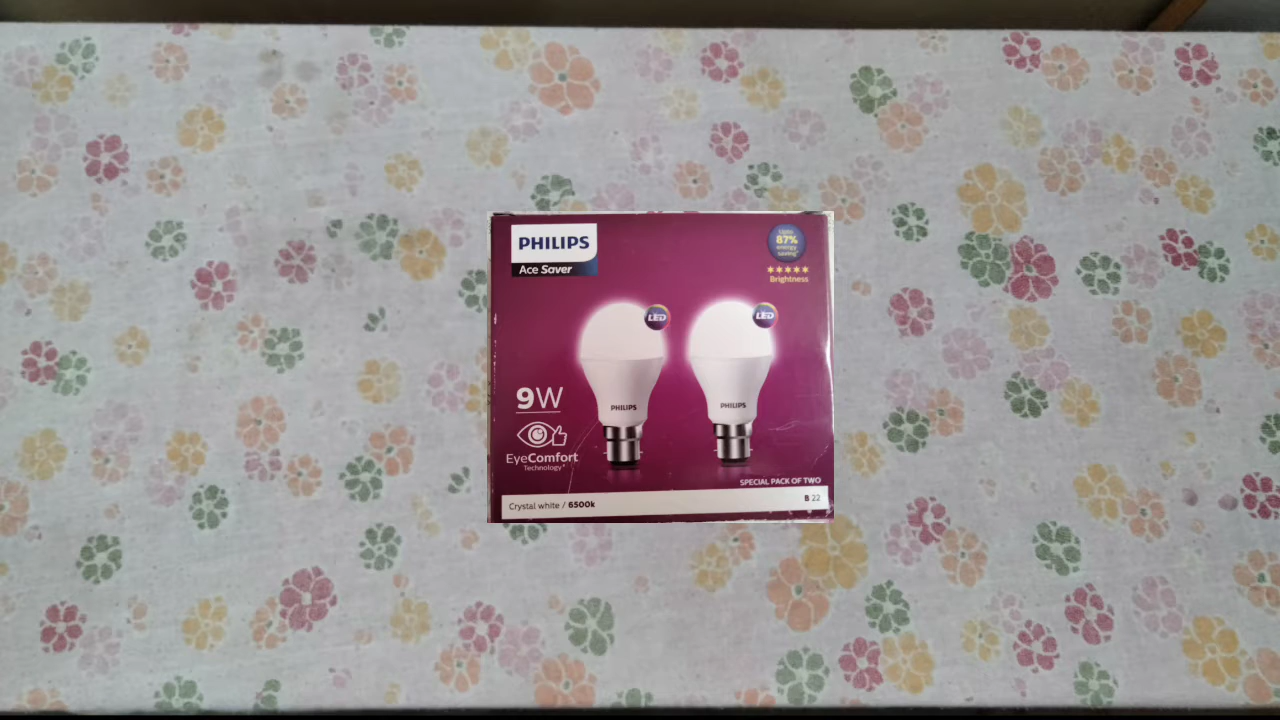 PHILIPS
Ace Saver
Upto
87%
energy
saving*
★★★★★
Brightness
LED
LED
PHILIPS
PHILIPS
9W
EyeComfort
Technology*
SPECIAL PACK OF TWO
Crystal white / 6500k
B 22